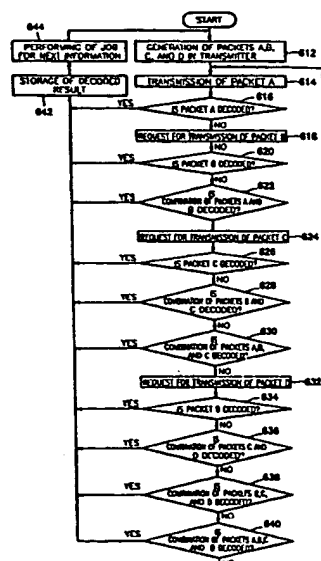 START
644
PERFORMING OF JOB
FOR NEXT INFORMATION
GENERATION OF PACKETS A,B,
C, AND D BY TRANSMITTER
612
STORAGE OF DECODED
RESULT
642
TRANSMISSION OF PACKET A
614
616
YES
IS PACKET A DECODED?
NO
REQUEST FOR TRANSMISSION OF PACKET B
618
620
YES
IS PACKET B DECODED?
NO
622
YES
IS
COMBINATION OF PACKETS A AND
B DECODED?
NO
REQUEST FOR TRANSMISSION OF PACKET C
624
626
YES
IS PACKET C DECODED?
NO
628
YES
IS
COMBINATION OF PACKETS B AND
C DECODED?
NO
630
YES
IS
COMBINATION OF PACKETS A,B,
AND C DECODED?
NO
REQUEST FOR TRANSMISSION OF PACKET D
632
634
YES
IS PACKET D DECODED?
NO
636
YES
IS
COMBINATION OF PACKETS C AND
D DECODED?
NO
638
YES
IS
COMBINATION OF PACKETS B,C,
AND D DECODED?
NO
640
YES
IS
COMBINATION OF PACKETS A,B,C
AND D DECODED?
NO